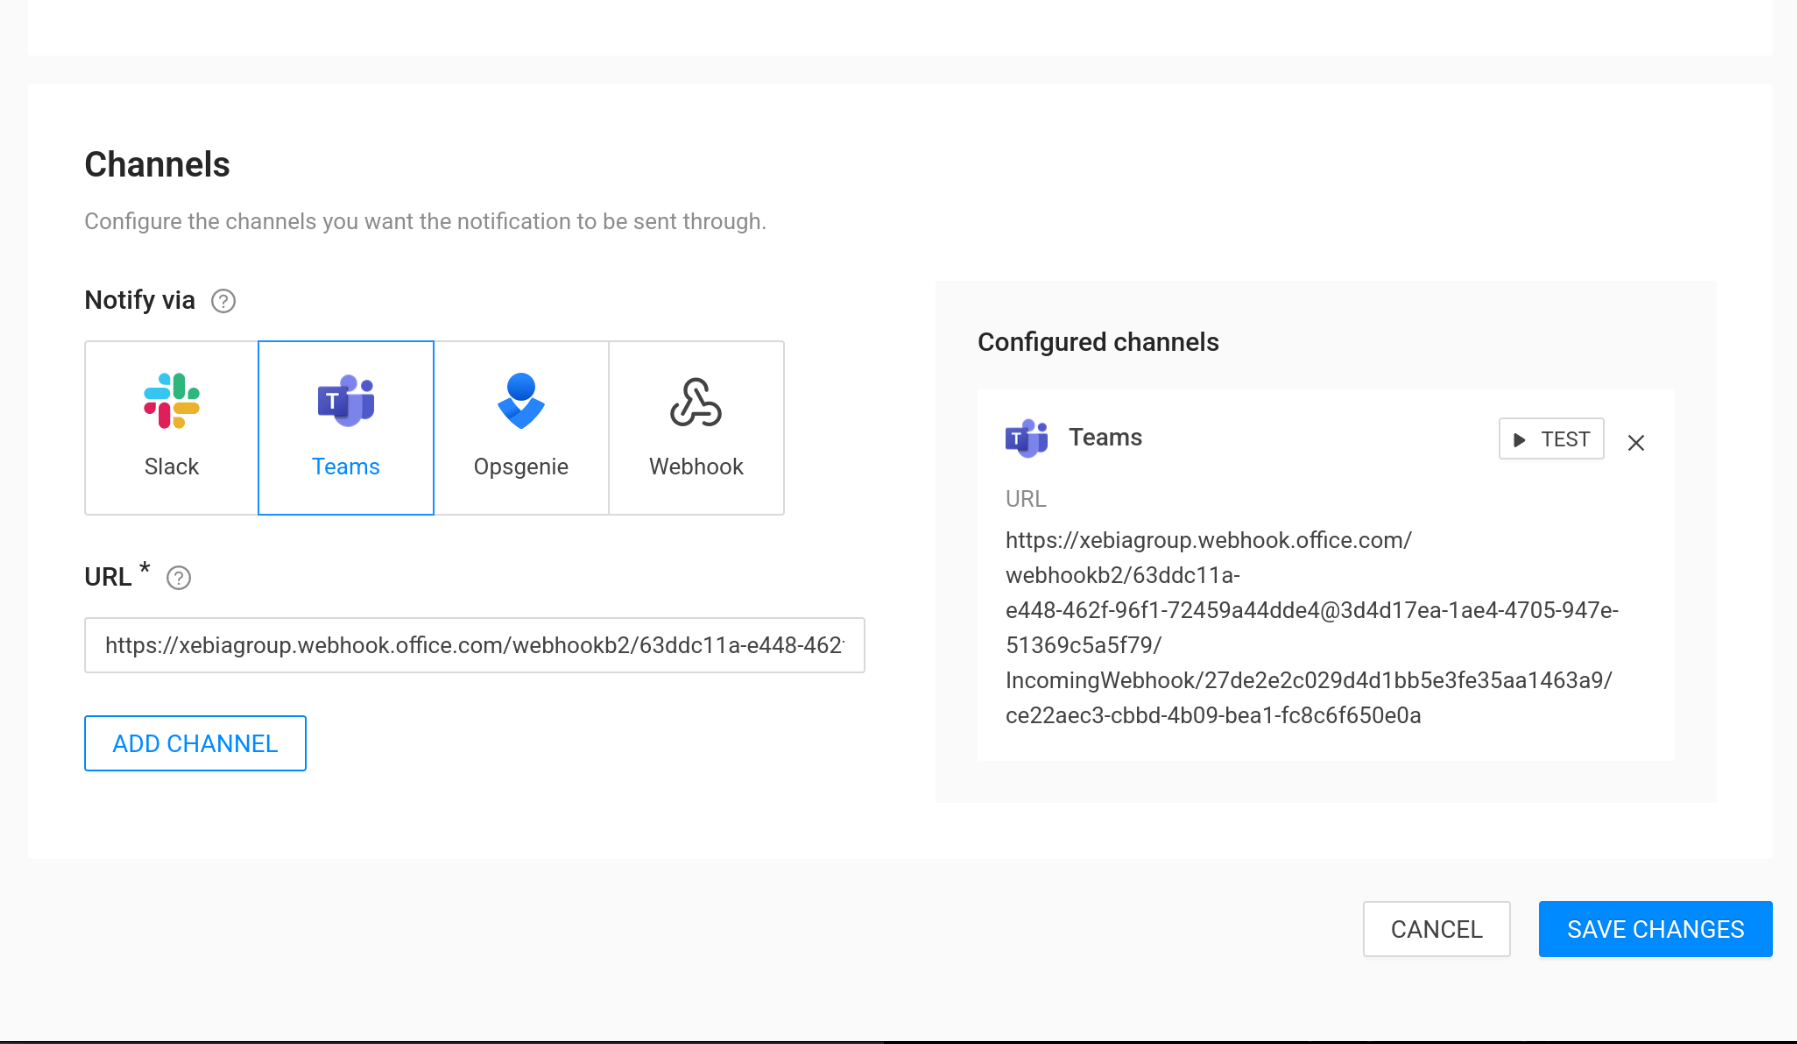 Channels
Configure the channels you want the notification to be sent through.
Notify via ?
Slack
Teams
Opsgenie
Webhook
URL * ?
https://xebiagroup.webhook.office.com/webhookb2/63ddc11a-e448-462
ADD CHANNEL
Configured channels
Teams
TEST
URL
https://xebiagroup.webhook.office.com/
webhookb2/63ddc11a-
e448-462f-96f1-72459a44dde4@3d4d17ea-1ae4-4705-947e-
51369c5a5f79/
IncomingWebhook/27de2e2c029d4d1bb5e3fe35aa1463a9/
ce22aec3-cbbd-4b09-bea1-fc8c6f650e0a
CANCEL
SAVE CHANGES